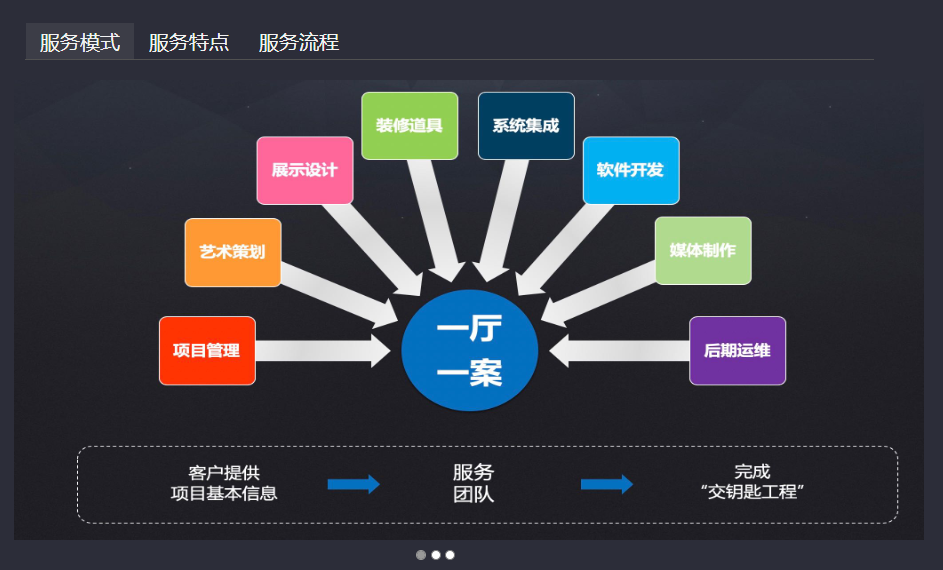 服务模式 服务特点 服务流程
装修道具
系统集成
展示设计
软件开发
艺术策划
媒体制作
项目管理
后期运维
一厅
一案
客户提供
项目基本信息
服务
团队
完成
“交钥匙工程”